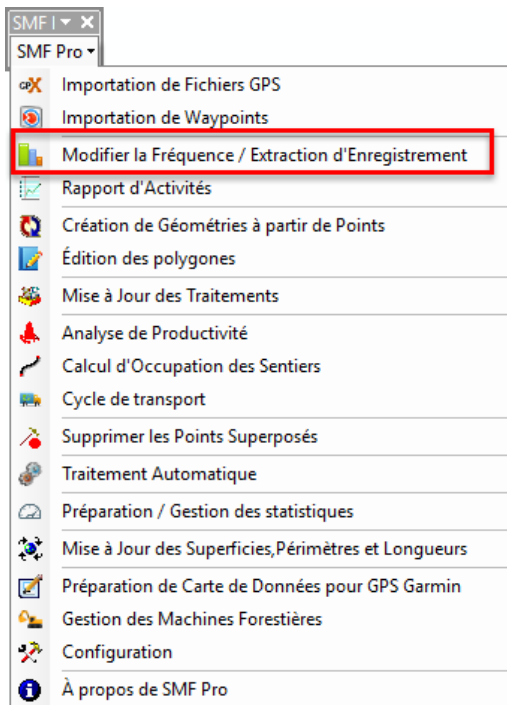 SMF I
SMF Pro
GPX Importation de Fichiers GPS
Importation de Waypoints
Modifier la Fréquence / Extraction d'Enregistrement
Rapport d'Activités
Création de Géométries à partir de Points
Édition des polygones
Mise à Jour des Traitements
Analyse de Productivité
Calcul d'Occupation des Sentiers
Cycle de transport
Supprimer les Points Superposés
Traitement Automatique
Préparation / Gestion des statistiques
Mise à Jour des Superficies,Périmètres et Longueurs
Préparation de Carte de Données pour GPS Garmin
Gestion des Machines Forestières
Configuration
À propos de SMF Pro